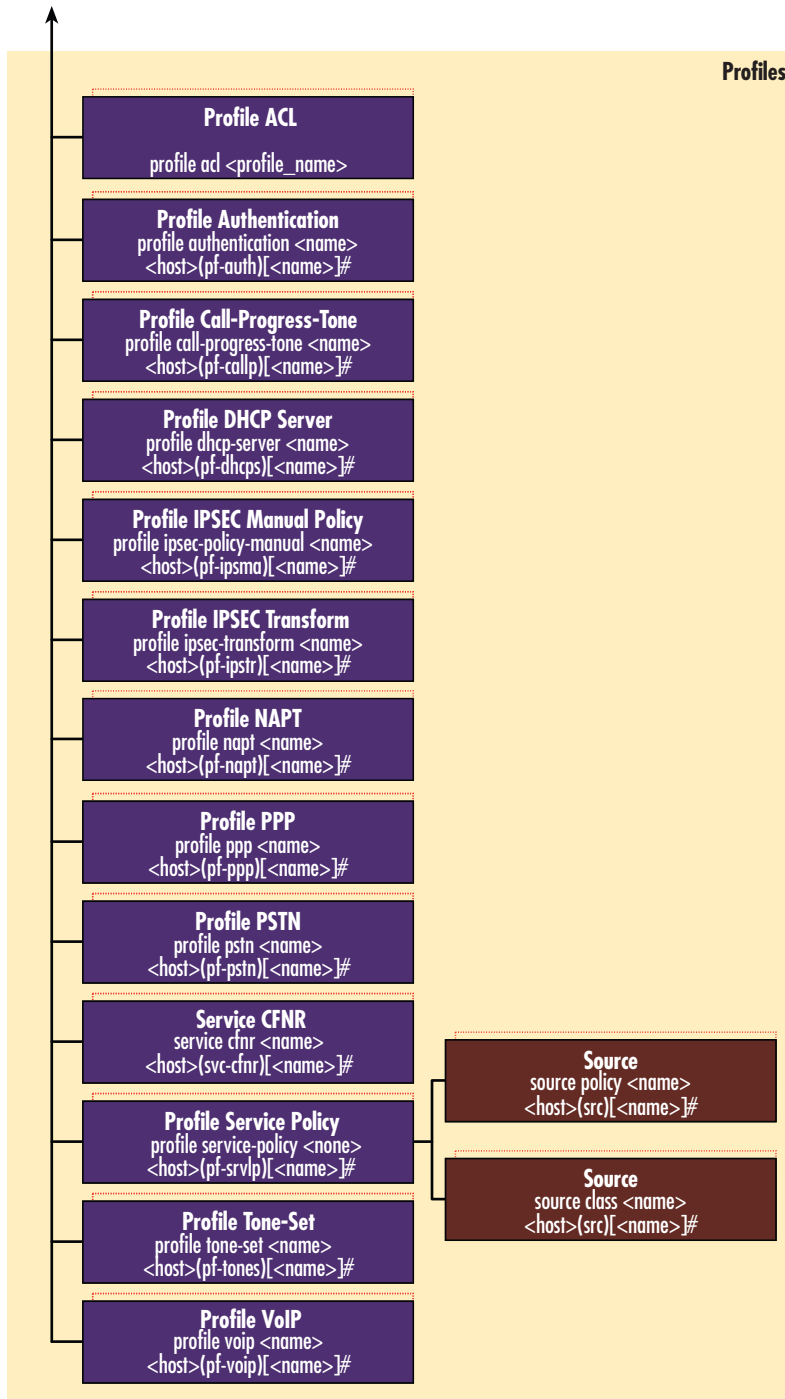 Profiles
Profile ACL
profile acl <profile_name>
Profile Authentication
profile authentication <name>
<host>(pf-auth)[<name>]#
Profile Call-Progress-Tone
profile call-progress-tone <name>
<host>(pf-callp)[<name>]#
Profile DHCP Server
profile dhcp-server <name>
<host>(pf-dhcps)[<name>]#
Profile IPSEC Manual Policy
profile ipsec-policy-manual <name>
<host>(pf-ipsma)[<name>]#
Profile IPSEC Transform
profile ipsec-transform <name>
<host>(pf-ipstr)[<name>]#
Profile NAPT
profile napt <name>
<host>(pf-napt)[<name>]#
Profile PPP
profile ppp <name>
<host>(pf-ppp)[<name>]#
Profile PSTN
profile pstn <name>
<host>(pf-pstn)[<name>]#
Service CFNR
service cfnr <name>
<host>(svc-cfnr)[<name>]#
Profile Service Policy
profile service-policy <none>
<host>(pf-srvlp)[<name>]#
Source
source policy <name>
<host>(src)[<name>]#
Source
source class <name>
<host>(src)[<name>]#
Profile Tone-Set
profile tone-set <name>
<host>(pf-tones)[<name>]#
Profile VoIP
profile voip <name>
<host>(pf-voip)[<name>]#